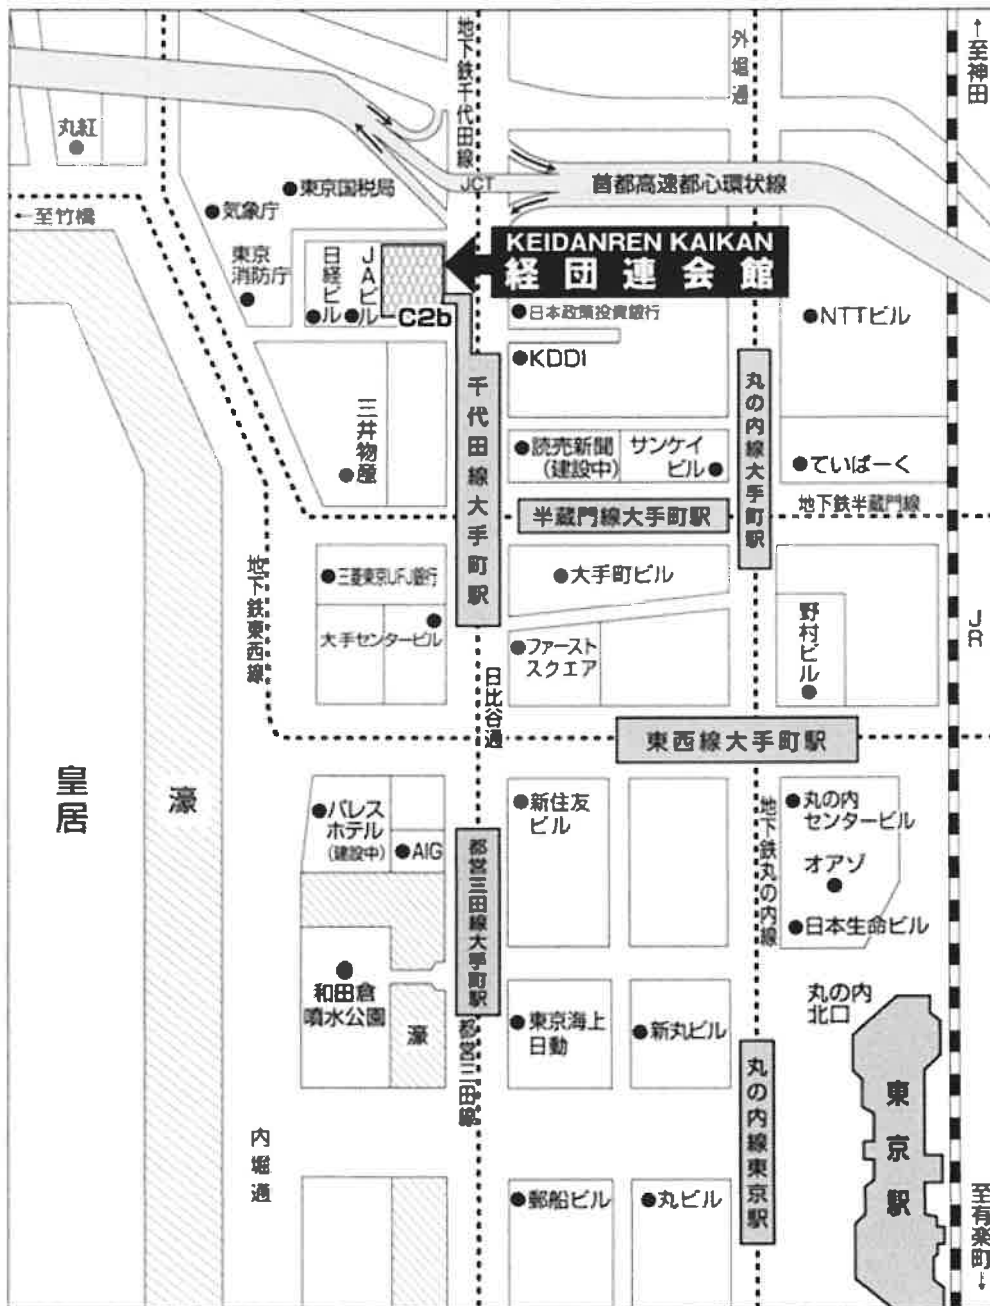 地下鉄千代田線
外堀通
↑至神田
丸紅
東京国税局
JCT
首都高速都心環状線
気象庁
←至竹橋
KEIDANREN KAIKAN
経団連会館
東京
消防庁
日経ビル
JAビル
C2b
日本政策投資銀行
NTTビル
KDDI
千代田線大手町駅
丸の内線大手町駅
三井物産
読売新聞
(建設中)
サンケイ
ビル
ていぱーく
地下鉄半蔵門線
半蔵門線大手町駅
地下鉄東西線
三菱東京UFJ銀行
大手町ビル
大手センタービル
ファースト
スクエア
野村ビル
JR
日比谷通
東西線大手町駅
皇居
濠
パレス
ホテル
(建設中)
AIG
新住友
ビル
地下鉄丸の内線
丸の内
センタービル
オアゾ
日本生命ビル
都営三田線大手町駅
和田倉
噴水公園
濠
都営三田線
東京海上
日動
新丸ビル
丸の内
北口
丸の内線東京駅
東京駅
内堀通
郵船ビル
丸ビル
至有楽町↓